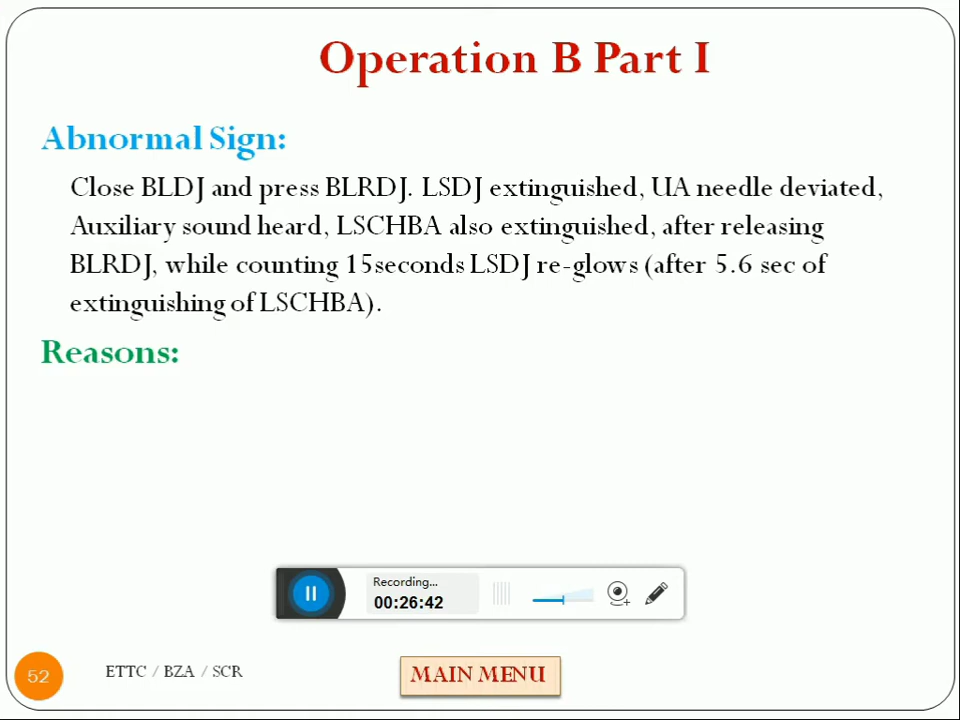 Operation B Part I
Abnormal Sign:
Close BLDJ and press BLRDJ. LSDJ extinguished, UA needle deviated,
Auxiliary sound heard, LSCHBA also extinguished, after releasing
BLRDJ, while counting 15seconds LSDJ re-glows (after 5.6 sec of
extinguishing of LSCHBA).
Reasons:
Recording...
00:26:42
52
ETTC / BZA / SCR
MAIN MENU